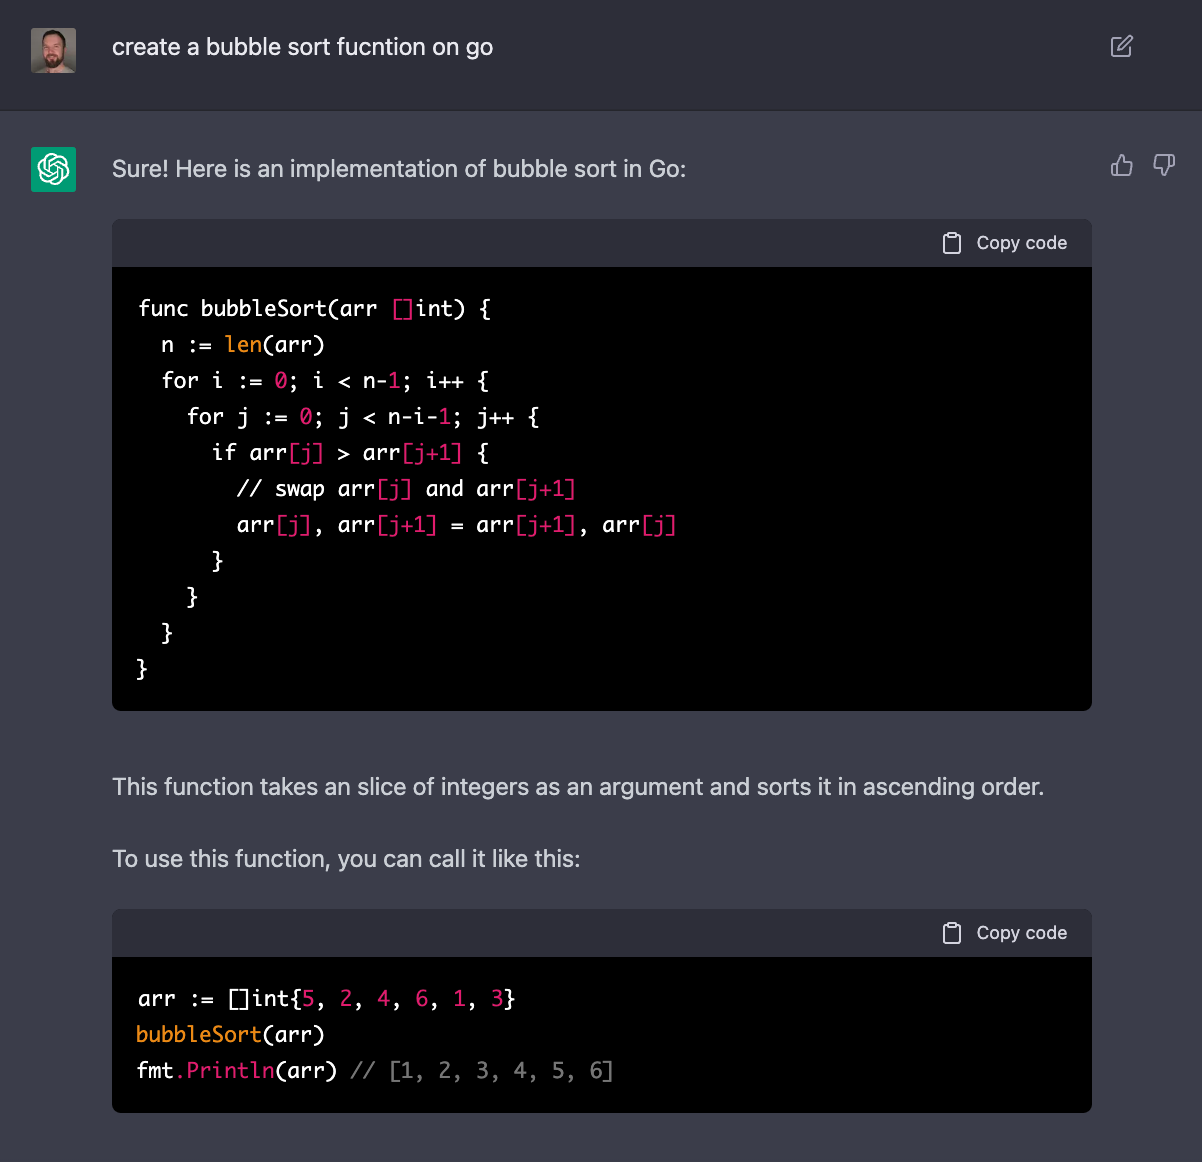 create a bubble sort fucntion on go
Sure! Here is an implementation of bubble sort in Go:
Copy code
func bubbleSort(arr []int) {
  n := len(arr)
  for i := 0; i < n-1; i++ {
    for j := 0; j < n-i-1; j++ {
      if arr[j] > arr[j+1] {
        // swap arr[j] and arr[j+1]
        arr[j], arr[j+1] = arr[j+1], arr[j]
      }
    }
  }
}
This function takes an slice of integers as an argument and sorts it in ascending order.
To use this function, you can call it like this:
Copy code
arr := []int{5, 2, 4, 6, 1, 3}
bubbleSort(arr)
fmt.Println(arr) // [1, 2, 3, 4, 5, 6]